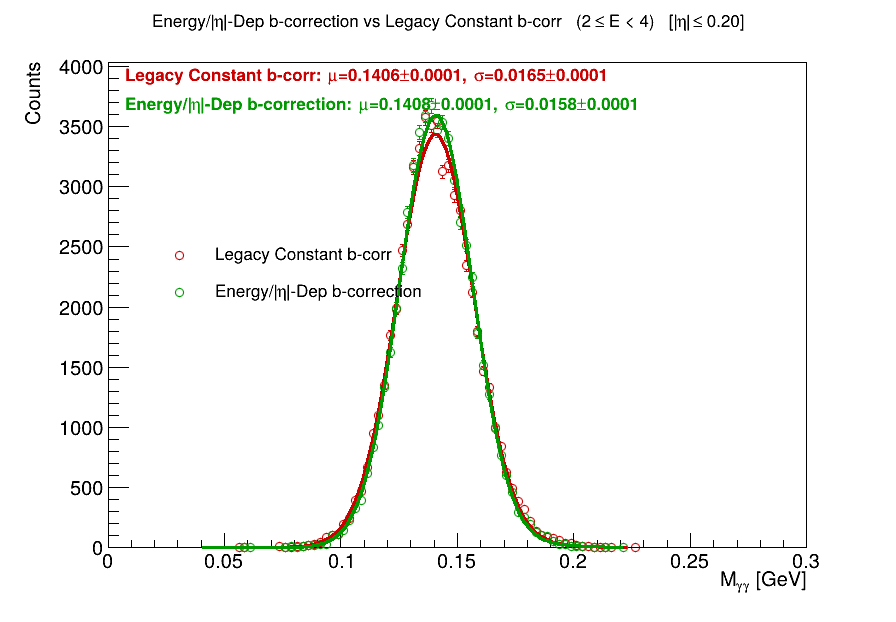 Energy/|η|-Dep b-correction vs Legacy Constant b-corr (2 ≤ E < 4) [|η| ≤ 0.20]
Counts
Legacy Constant b-corr: μ=0.1406±0.0001, σ=0.0165±0.0001
Energy/|η|-Dep b-correction: μ=0.1408±0.0001, σ=0.0158±0.0001
Legacy Constant b-corr
Energy/|η|-Dep b-correction
4000
3500
3000
2500
2000
1500
1000
500
0
0 0.05 0.1 0.15 0.2 0.25 0.3
M_γγ [GeV]